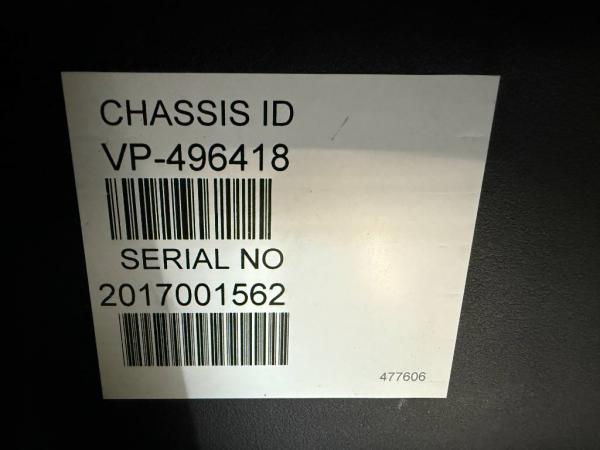 CHASSIS ID
VP-496418
SERIAL NO
2017001562
477606